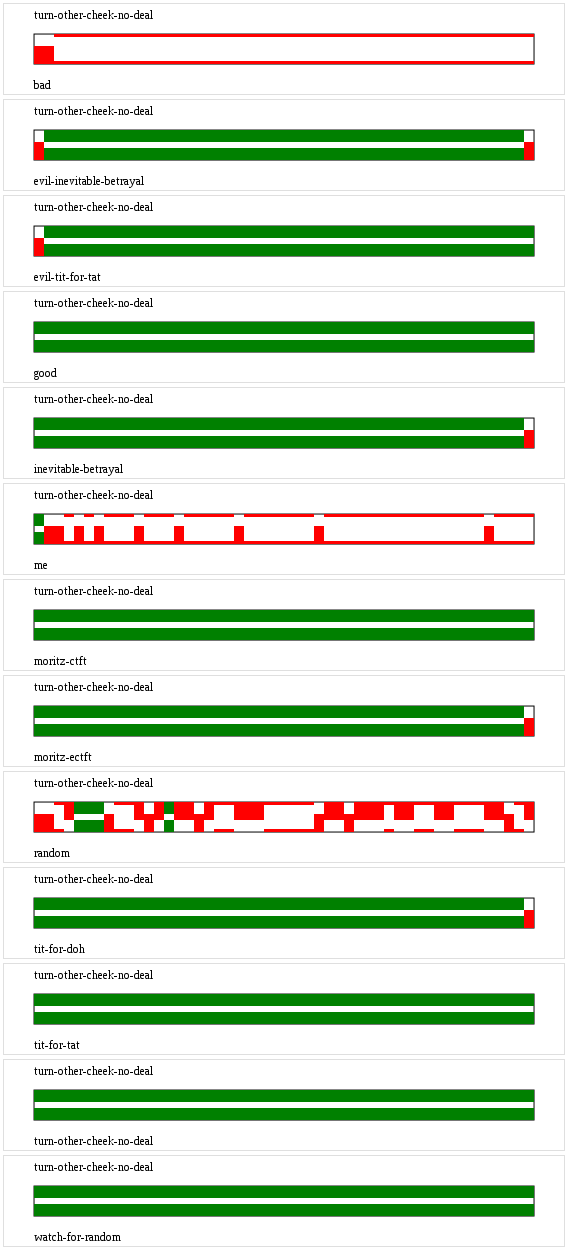 turn-other-cheek-no-deal
bad
turn-other-cheek-no-deal
evil-inevitable-betrayal
turn-other-cheek-no-deal
evil-tit-for-tat
turn-other-cheek-no-deal
good
turn-other-cheek-no-deal
inevitable-betrayal
turn-other-cheek-no-deal
me
turn-other-cheek-no-deal
moritz-ctft
turn-other-cheek-no-deal
moritz-ectft
turn-other-cheek-no-deal
random
turn-other-cheek-no-deal
tit-for-doh
turn-other-cheek-no-deal
tit-for-tat
turn-other-cheek-no-deal
turn-other-cheek-no-deal
turn-other-cheek-no-deal
watch-for-random